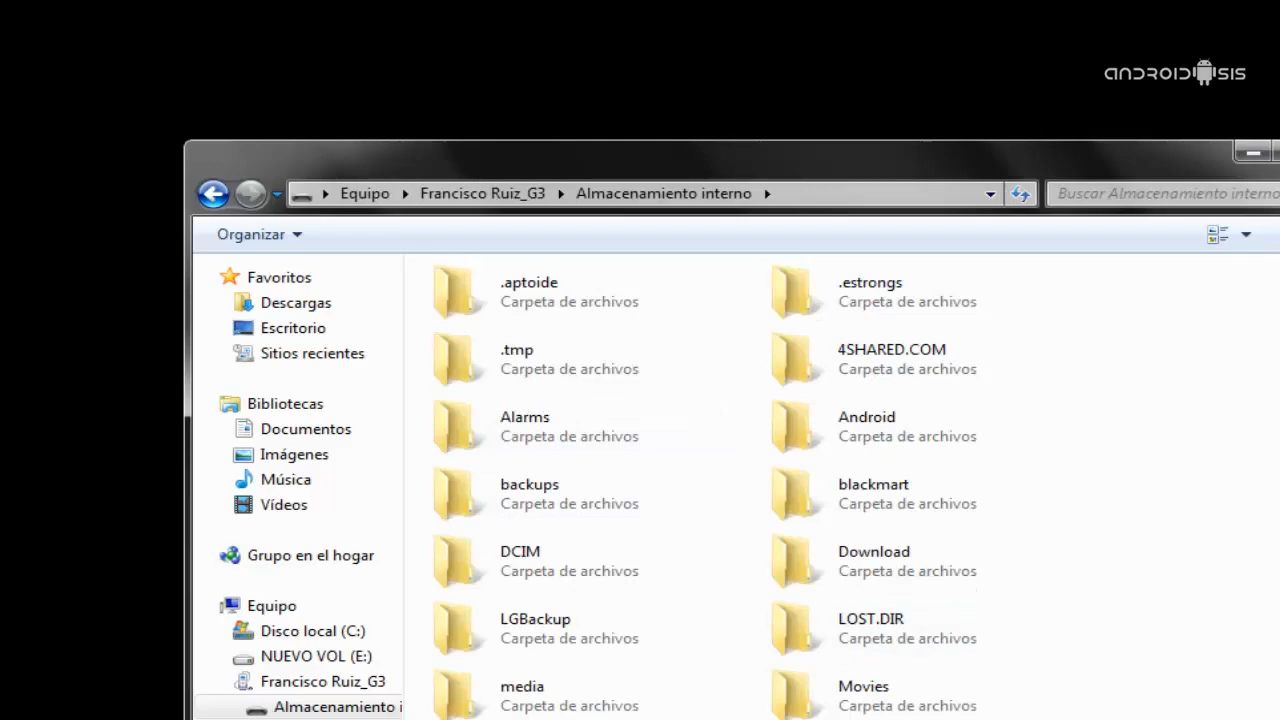 ANDROIDSIS
Equipo Francisco Ruiz_G3 Almacenamiento interno
Buscar Almacenamiento interno
Organizar
Favoritos
Descargas
Escritorio
Sitios recientes
Bibliotecas
Documentos
Imágenes
Música
Vídeos
Grupo en el hogar
Equipo
Disco local (C:)
NUEVO VOL (E:)
Francisco Ruiz_G3
Almacenamiento i
.aptoide
Carpeta de archivos
.estrongs
Carpeta de archivos
.tmp
Carpeta de archivos
4SHARED.COM
Carpeta de archivos
Alarms
Carpeta de archivos
Android
Carpeta de archivos
backups
Carpeta de archivos
blackmart
Carpeta de archivos
DCIM
Carpeta de archivos
Download
Carpeta de archivos
LGBackup
Carpeta de archivos
LOST.DIR
Carpeta de archivos
media
Carpeta de archivos
Movies
Carpeta de archivos